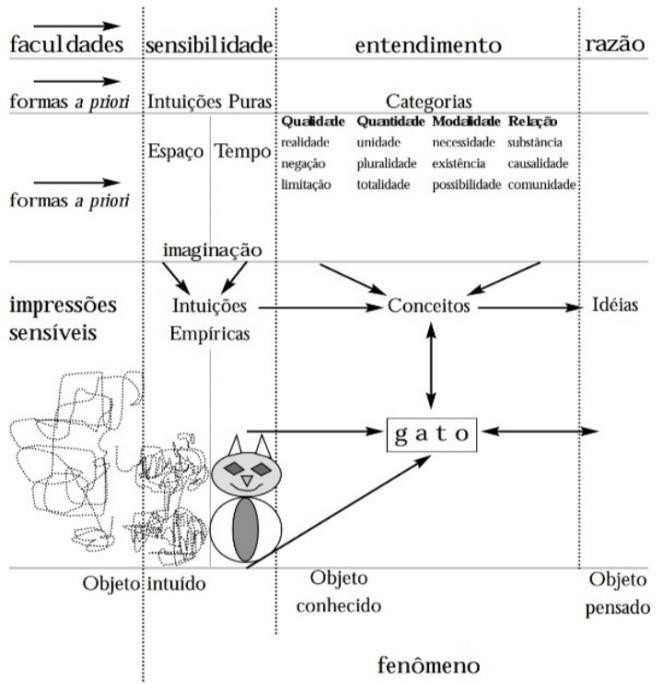 faculdades sensibilidade entendimento razão
formas a priori Intuições Puras Categorias
Qualidade Quantidade Modalidade Relação
realidade unidade necessidade substância
Espaço Tempo
negação pluralidade existência causalidade
limitação totalidade possibilidade comunidade
formas a priori
imaginação
impressões Intuições Conceitos Idéias
sensíveis Empíricas
gato
Objeto intuído Objeto Objeto
conhecido pensado
fenômeno